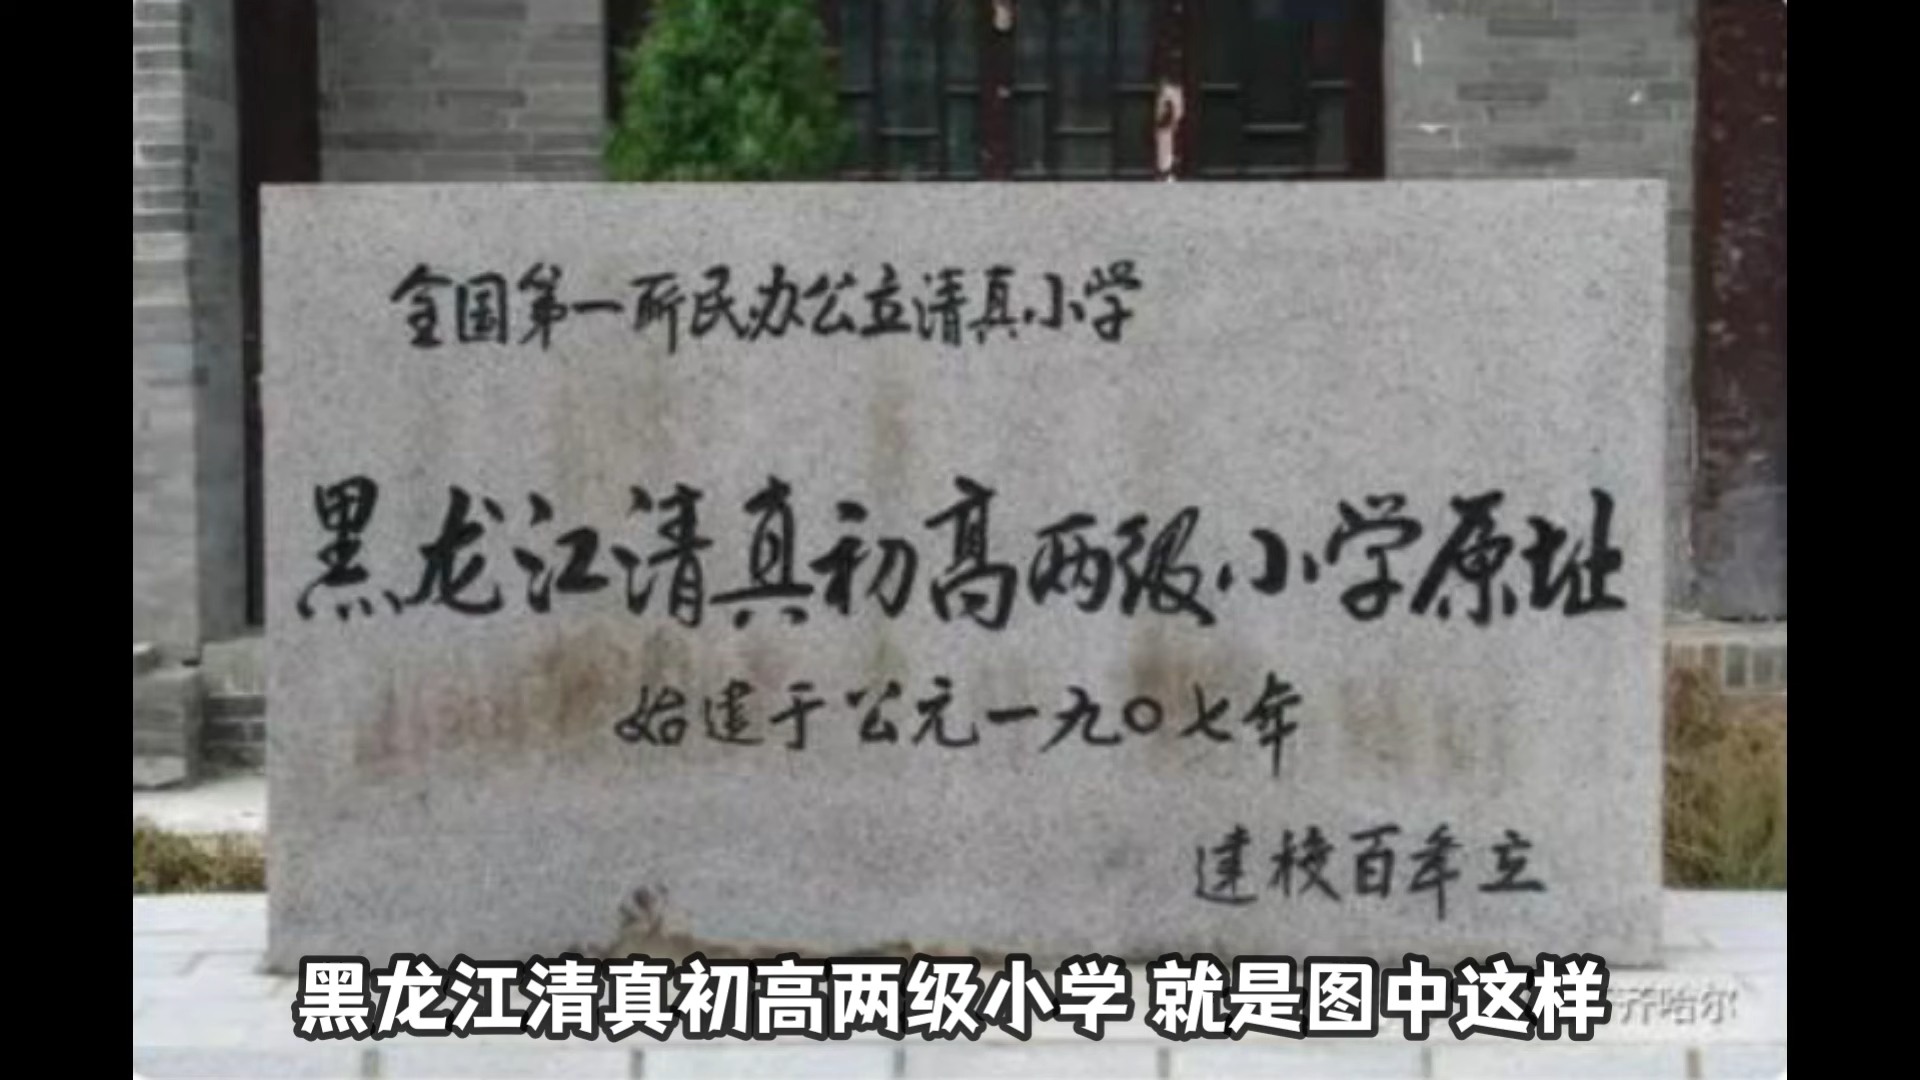 全国第一所民办公立清真小学
黑龙江清真初高两级小学原址
始建于公元一九〇七年
建校百年立
黑龙江清真初高两级小学 就是图中这样
齐哈尔